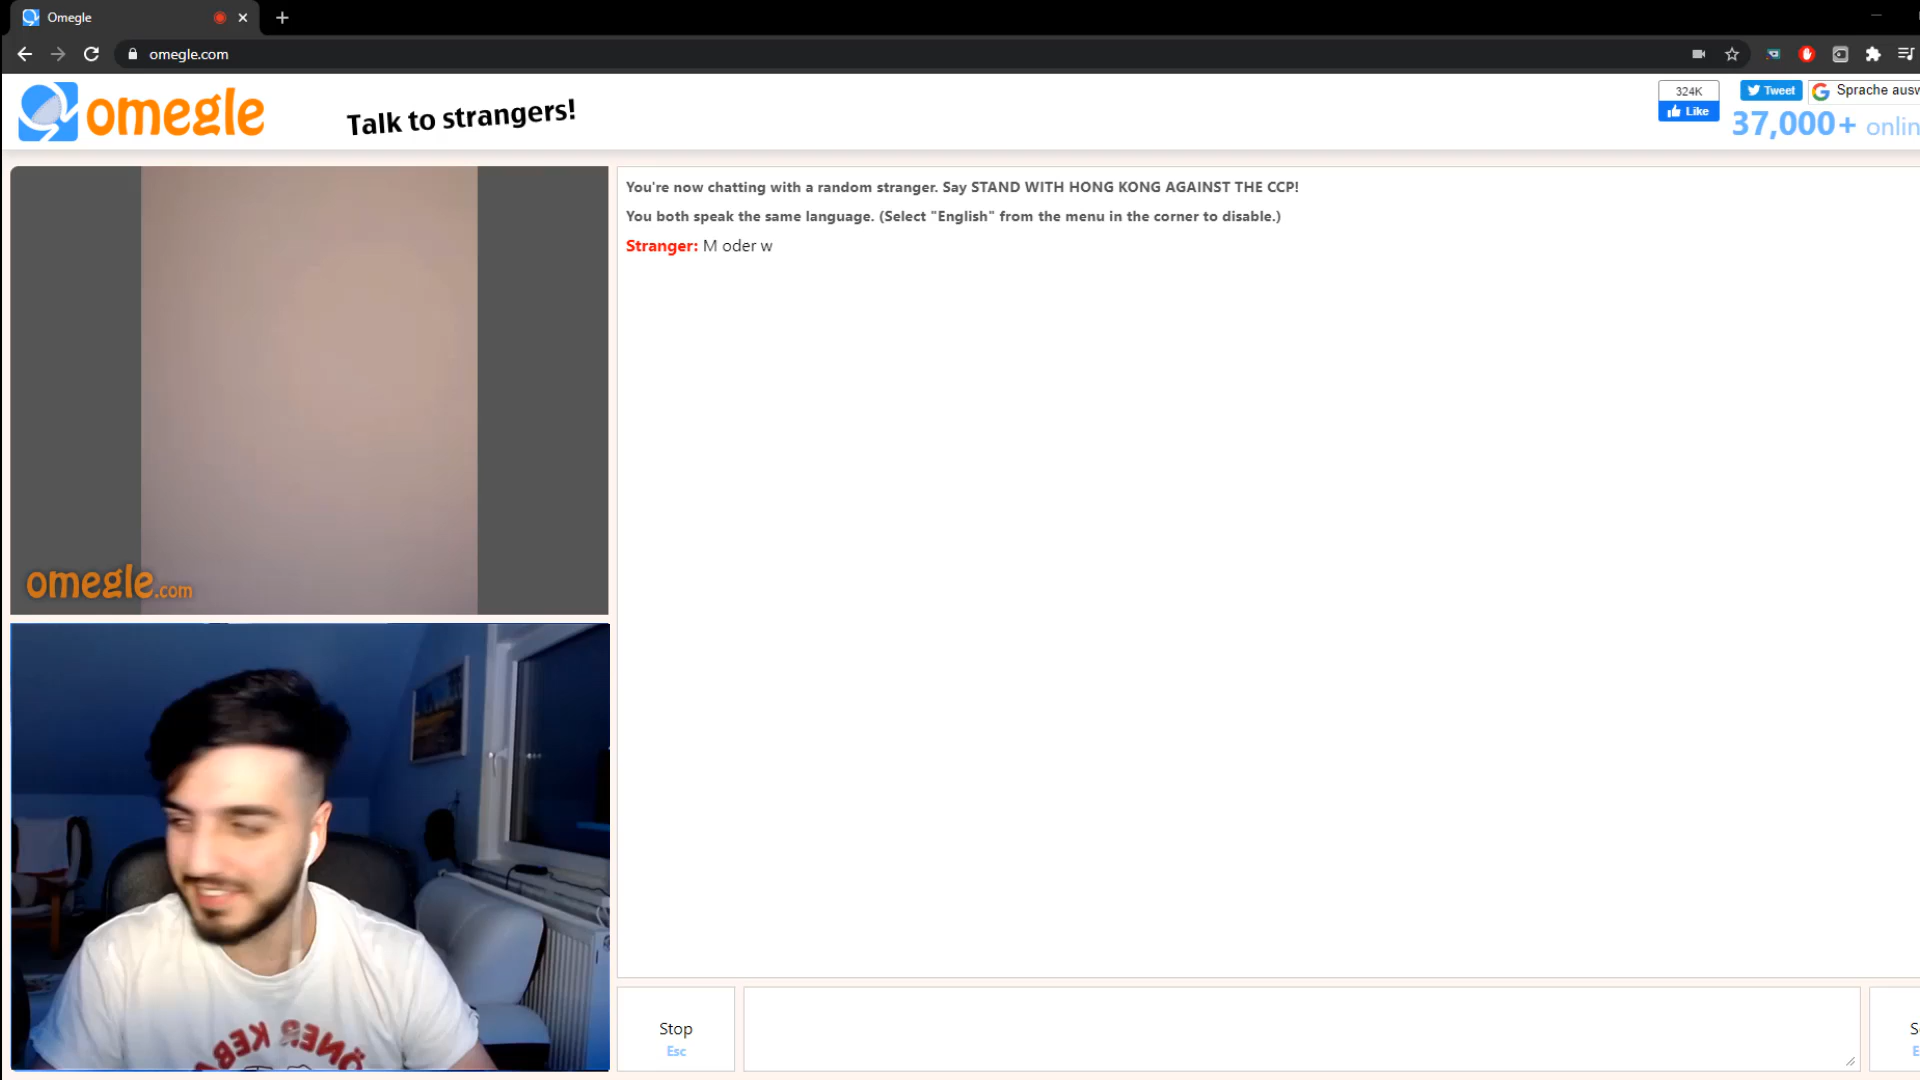 Omegle
omegle.com
omegle
Talk to strangers!
324K
Like
Tweet
Sprache
37,000+
You're now chatting with a random stranger. Say STAND WITH HONG KONG AGAINST THE CCP!
You both speak the same language. (Select "English" from the menu in the corner to disable.)
Stranger: M oder w
omegle.com
ÖNER KEBA
Stop
Esc